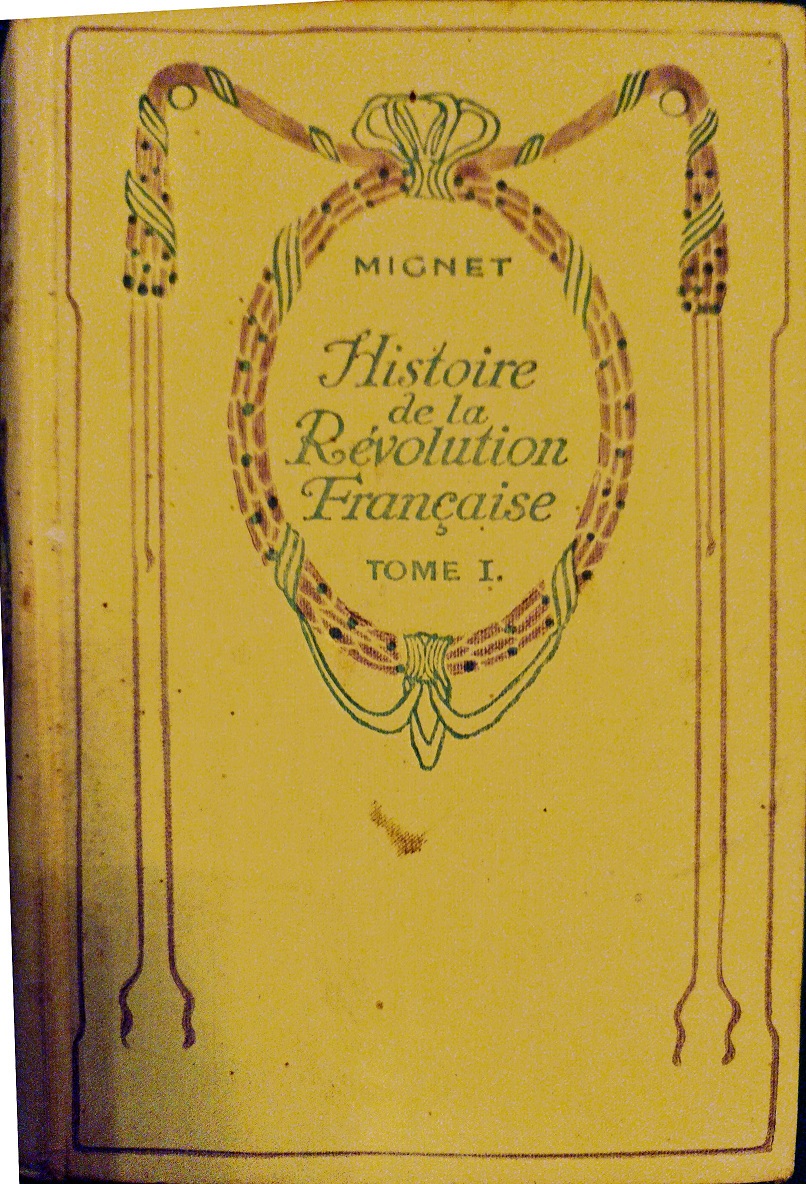 MIGNET
Histoire
de la
Révolution
Française
TOME I.